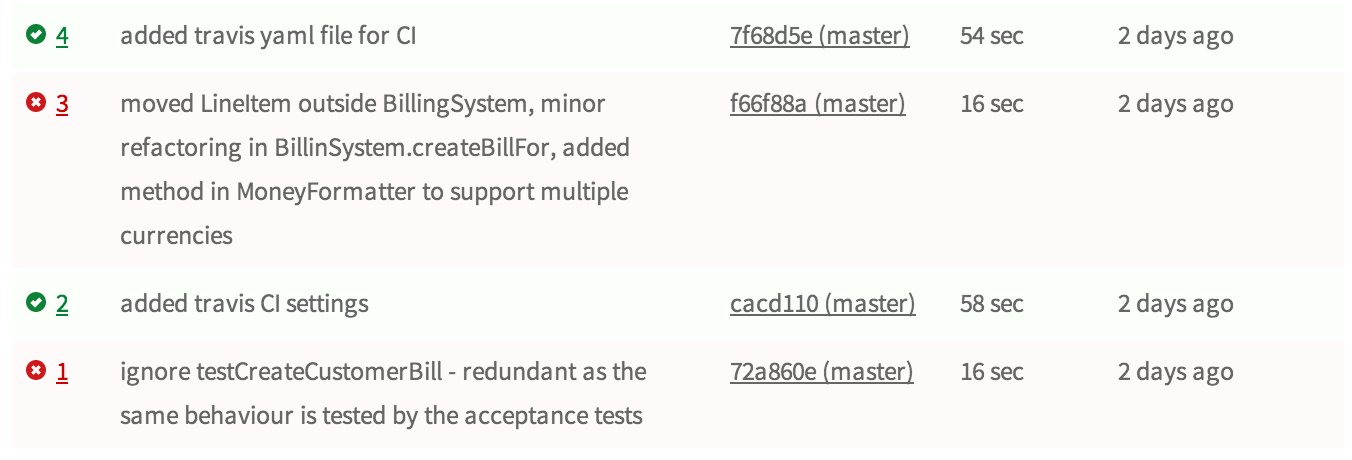 4 added travis yaml file for CI 7f68d5e (master) 54 sec 2 days ago
3 moved LineItem outside BillingSystem, minor f66f88a (master) 16 sec 2 days ago
refactoring in BillinSystem.createBillFor, added
method in MoneyFormatter to support multiple
currencies
2 added travis CI settings cacd110 (master) 58 sec 2 days ago
1 ignore testCreateCustomerBill - redundant as the 72a860e (master) 16 sec 2 days ago
same behaviour is tested by the acceptance tests